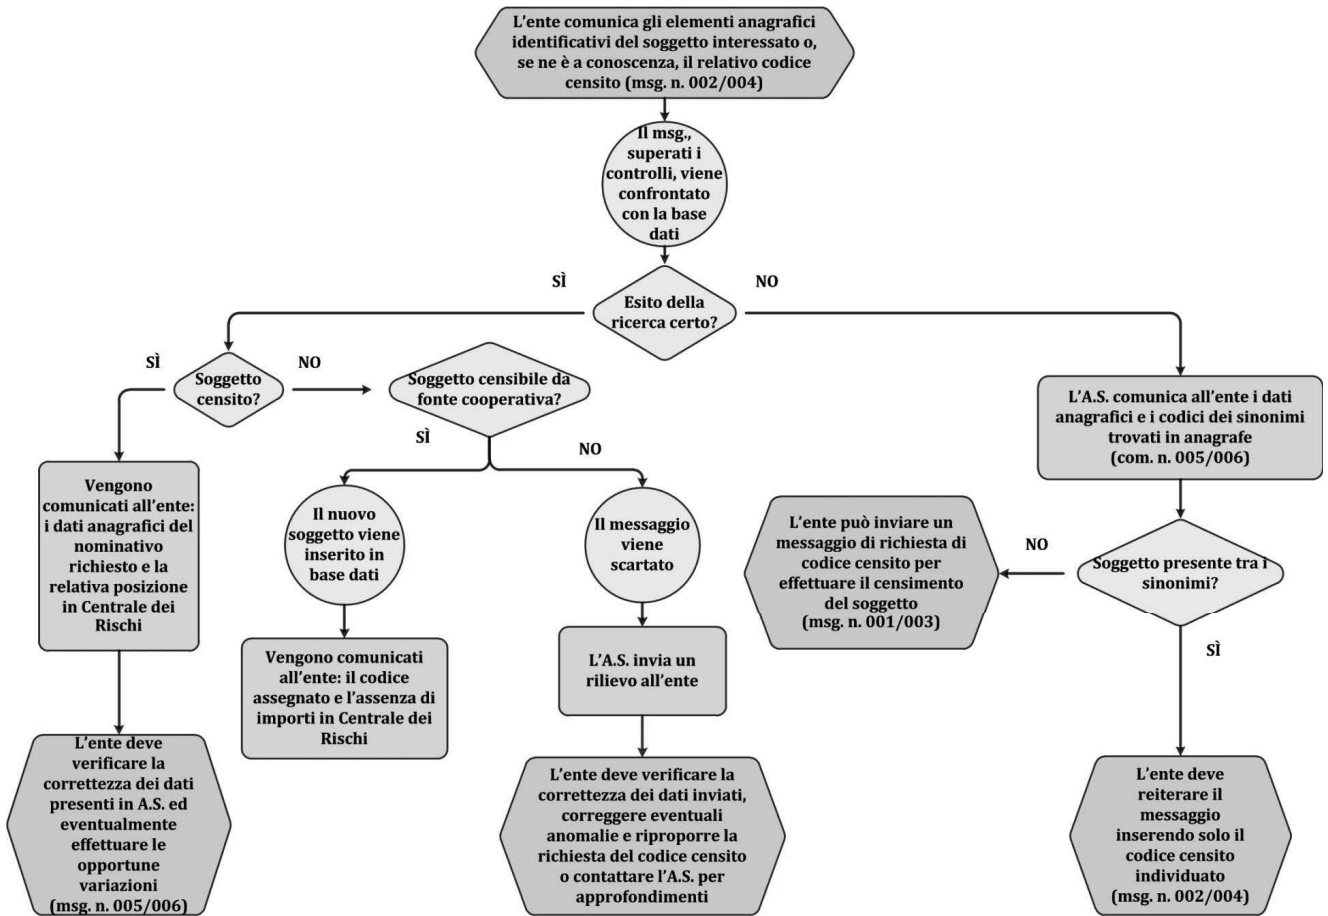 L’ente comunica gli elementi anagrafici
identificativi del soggetto interessato o,
se ne è a conoscenza, il relativo codice
censito (msg. n. 002/004)
Il msg.,
superati i
controlli, viene
confrontato
con la base
dati
SÌ
NO
Esito della
ricerca certo?
SÌ
NO
Soggetto
censito?
Soggetto censibile da
fonte cooperativa?
SÌ
NO
L’A.S. comunica all’ente i dati
anagrafici e i codici dei sinonimi
trovati in anagrafe
(com. n. 005/006)
Vengono
comunicati all’ente:
i dati anagrafici del
nominativo
richiesto e la
relativa posizione
in Centrale dei
Rischi
Il nuovo
soggetto viene
inserito in
base dati
Il messaggio
viene
scartato
L’ente può inviare un
messaggio di richiesta di
codice censito per
effettuare il censimento
del soggetto
(msg. n. 001/003)
NO
Soggetto presente tra i
sinonimi?
SÌ
Vengono comunicati
all’ente: il codice
assegnato e l’assenza di
importi in Centrale dei
Rischi
L’A.S. invia un
rilievo all’ente
L’ente deve
verificare la
correttezza dei dati
presenti in A.S. ed
eventualmente
effettuare le
opportune
variazioni
(msg. n. 005/006)
L’ente deve verificare la
correttezza dei dati inviati,
correggere eventuali
anomalie e riproporre la
richiesta del codice censito
o contattare l’A.S. per
approfondimenti
L’ente deve
reiterare il
messaggio
inserendo solo il
codice censito
individuato
(msg. n. 002/004)